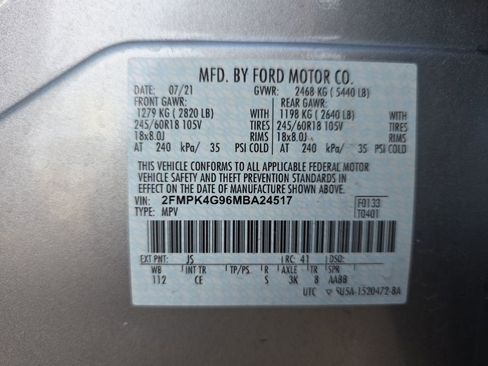 MFD. BY FORD MOTOR CO.
DATE: 07/21 GVWR: 2468 KG ( 5440 LB)
FRONT GAWR: REAR GAWR:
1279 KG ( 2820 LB) WITH 1198 KG ( 2640 LB) WITH
245/60R18 105V TIRES 245/60R18 105V TIRES
18x8.0J RIMS 18x8.0J RIMS
AT 240 kPa/ 35 PSI COLD AT 240 kPa/ 35 PSI COLD
THIS VEHICLE CONFORMS TO ALL APPLICABLE FEDERAL MOTOR
VEHICLE SAFETY AND THEFT PREVENTION STANDARDS IN
EFFECT ON THE DATE OF MANUFACTURE SHOWN ABOVE.
VIN: 2FMPK4G96MBA24517 F0133
TYPE: MPV T0401
EXT PNT: JS RC: 41 DSO:
WB INT TR TP/PS R AXLE TR SPR
112 CE S 3K 8 AABB
UTC ▽ 5U5A-1520472-BA